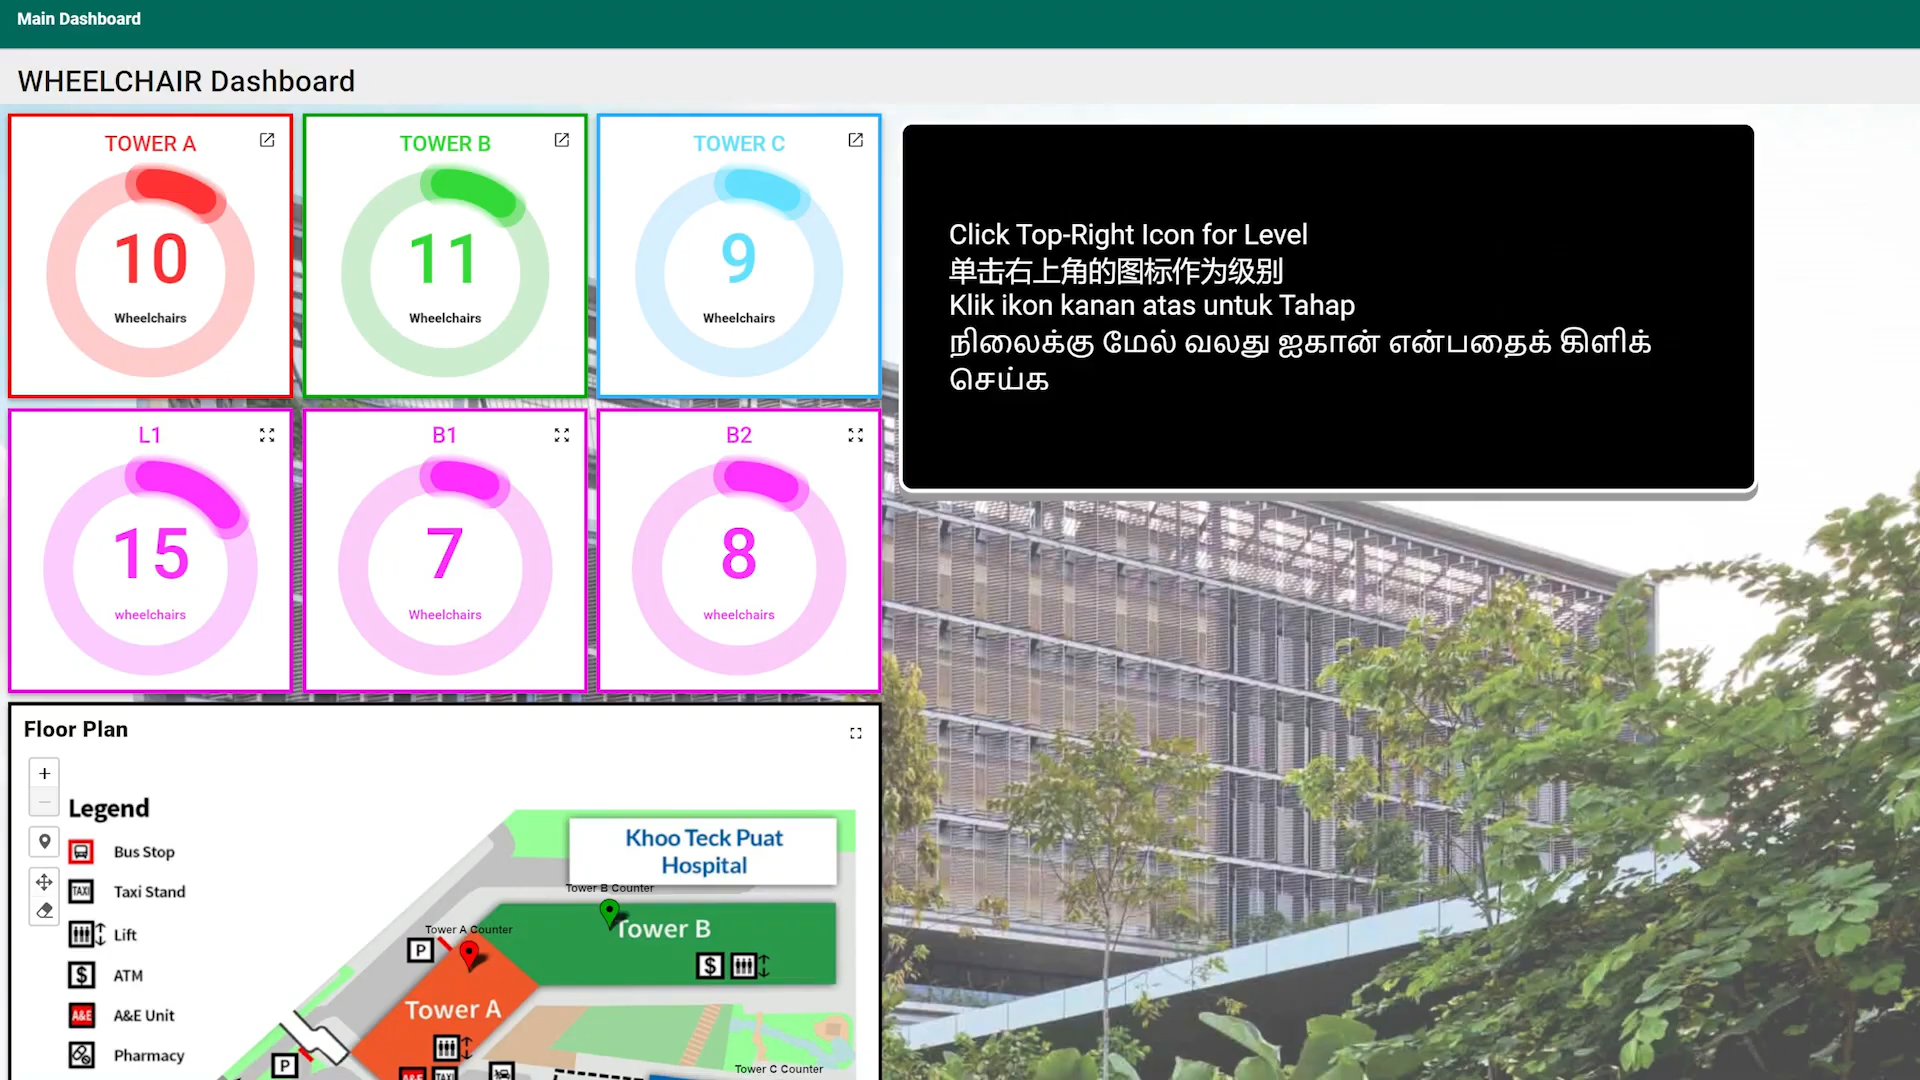 Main Dashboard
WHEELCHAIR Dashboard
TOWER A
10
Wheelchairs
TOWER B
11
Wheelchairs
TOWER C
9
Wheelchairs
Click Top-Right Icon for Level
单击右上角的图标作为级别
Klik ikon kanan atas untuk Tahap
நிலைக்கு மேல் வலது ஐகான் என்பதைக் கிளிக்
செய்க
L1
15
wheelchairs
B1
7
Wheelchairs
B2
8
wheelchairs
Floor Plan
Legend
Bus Stop
TAXI Taxi Stand
Lift
$ ATM
A&E A&E Unit
Pharmacy
Khoo Teck Puat
Hospital
Tower B Counter
Tower B
$
Tower A Counter
P
Tower A
P
A&E TAXI
Tower C Counter